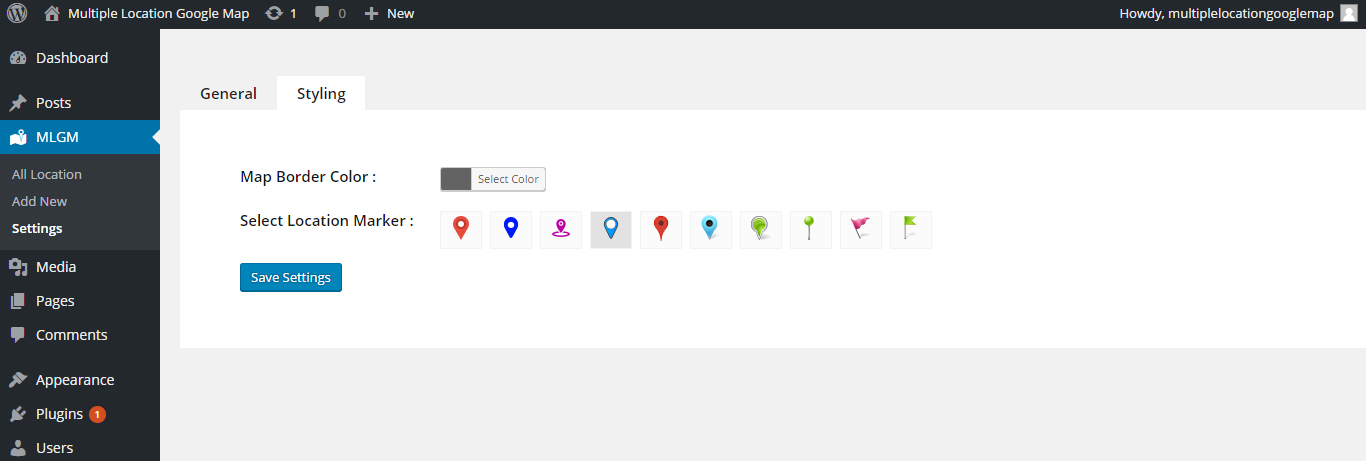 Multiple Location Google Map 1 0 New Howdy, multiplelocationgooglemap
Dashboard
Posts
MLGM
All Location
Add New
Settings
Media
Pages
Comments
Appearance
Plugins 1
Users
General Styling
Map Border Color : Select Color
Select Location Marker :
Save Settings